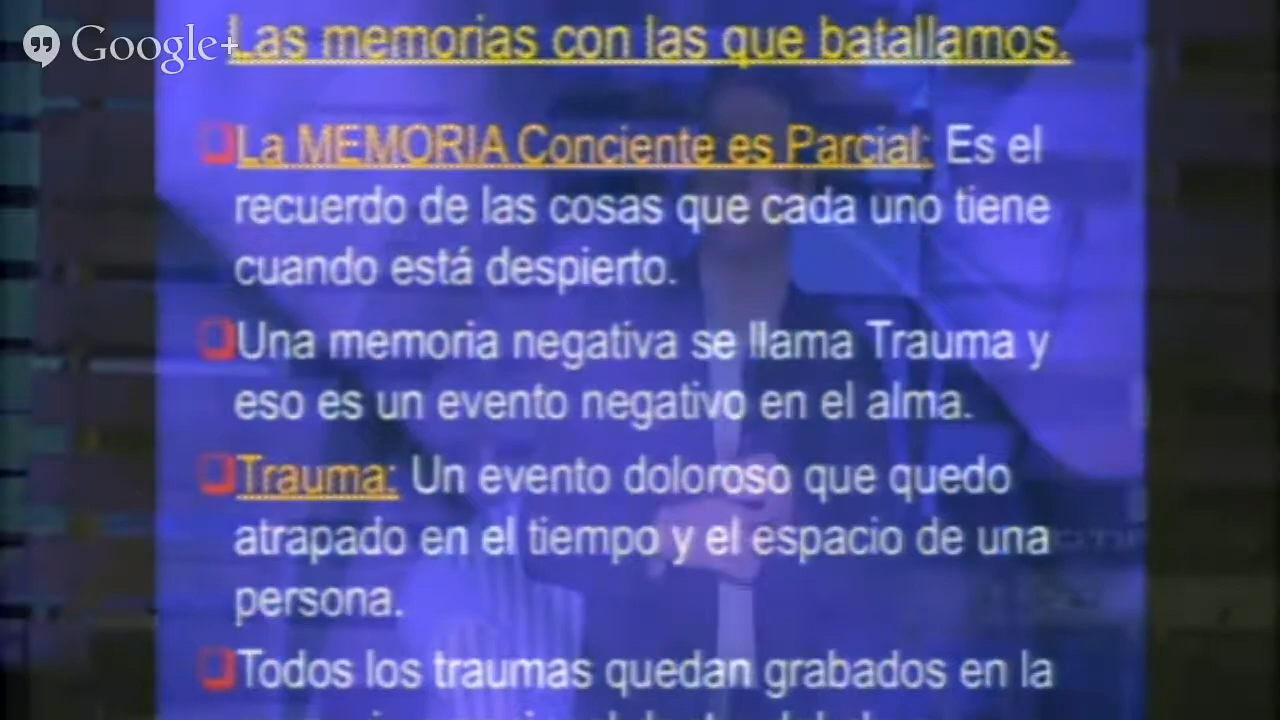 Google+
Las memorias con las que batallamos.
La MEMORIA Conciente es Parcial: Es el
recuerdo de las cosas que cada uno tiene
cuando está despierto.
Una memoria negativa se llama Trauma y
eso es un evento negativo en el alma.
Trauma: Un evento doloroso que quedo
atrapado en el tiempo y el espacio de una
persona.
Todos los traumas quedan grabados en la